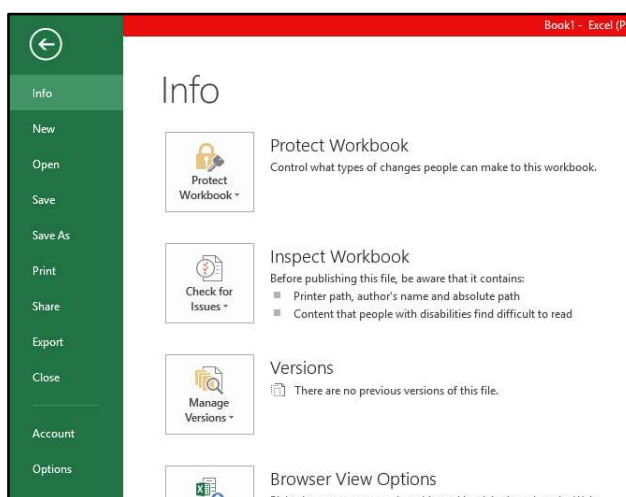 Book1 - Excel (P
Info
Info
New
Open
Save
Save As
Print
Share
Export
Close
Account
Options
Protect
Workbook
Protect Workbook
Control what types of changes people can make to this workbook.
Check for
Issues
Inspect Workbook
Before publishing this file, be aware that it contains:
Printer path, author's name and absolute path
Content that people with disabilities find difficult to read
Manage
Versions
Versions
There are no previous versions of this file.
Browser View Options